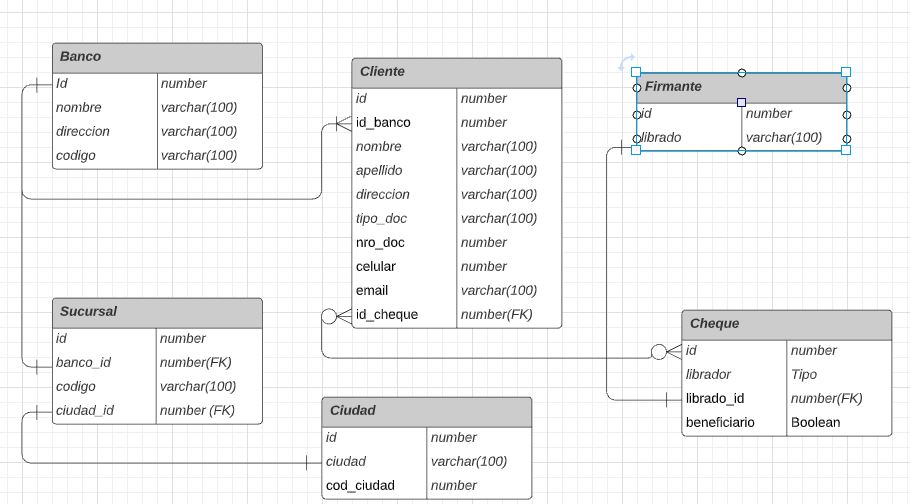 Banco
Id number
nombre varchar(100)
direccion varchar(100)
codigo varchar(100)
Cliente
id number
id_banco number
nombre varchar(100)
apellido varchar(100)
direccion varchar(100)
tipo_doc varchar(100)
nro_doc number
celular number
email varchar(100)
id_cheque number(FK)
Firmante
id number
librado varchar(100)
Sucursal
id number
banco_id number(FK)
codigo varchar(100)
ciudad_id number (FK)
Ciudad
id number
ciudad varchar(100)
cod_ciudad number
Cheque
id number
librador Tipo
librado_id number(FK)
beneficiario Boolean